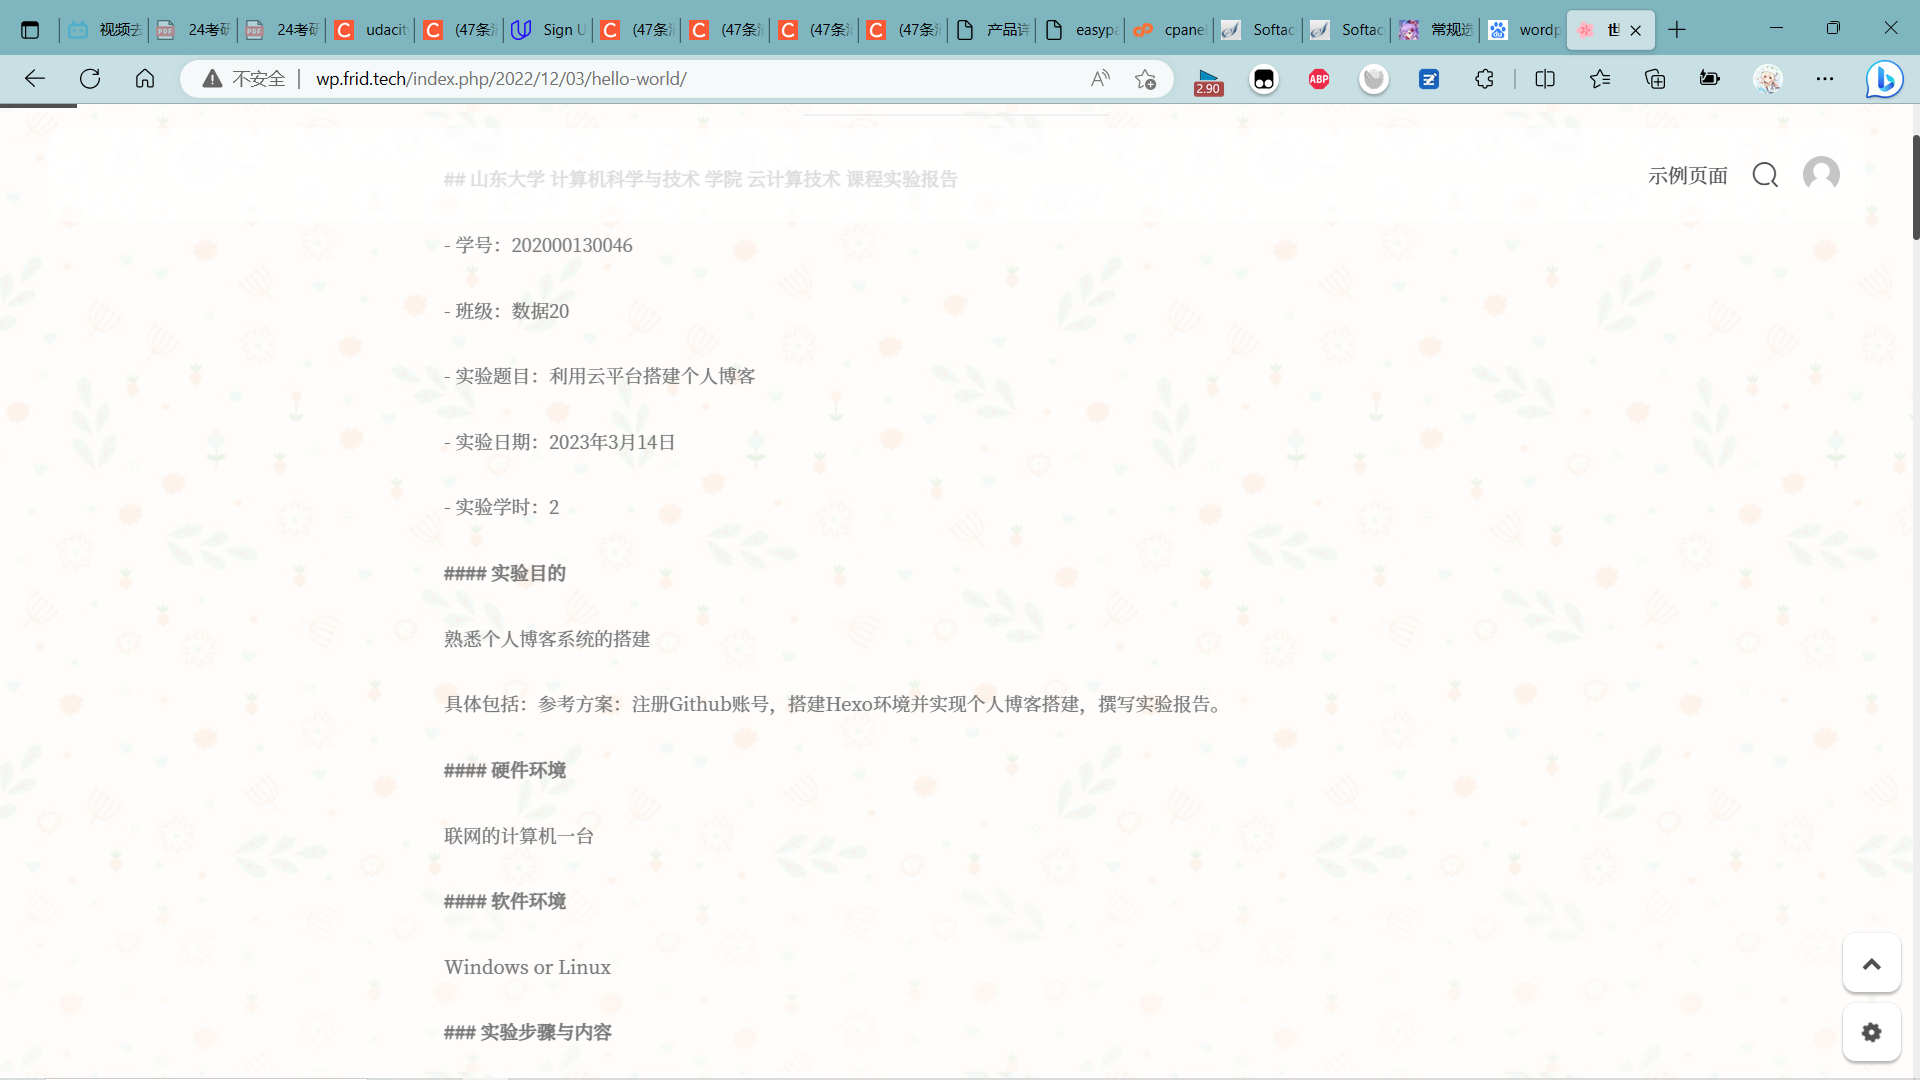 视频去
24考研
24考研
udacit
(47条消
Sign U
(47条消
(47条消
(47条消
(47条消
产品详
easypa
cpanel
Softac
Softac
常规选
wordp
世
不安全
wp.frid.tech/index.php/2022/12/03/hello-world/
ABP
2.90
## 山东大学 计算机科学与技术 学院 云计算技术 课程实验报告
示例页面
- 学号：202000130046
- 班级：数据20
- 实验题目：利用云平台搭建个人博客
- 实验日期：2023年3月14日
- 实验学时：2
#### 实验目的
熟悉个人博客系统的搭建
具体包括：参考方案：注册Github账号，搭建Hexo环境并实现个人博客搭建，撰写实验报告。
#### 硬件环境
联网的计算机一台
#### 软件环境
Windows or Linux
### 实验步骤与内容